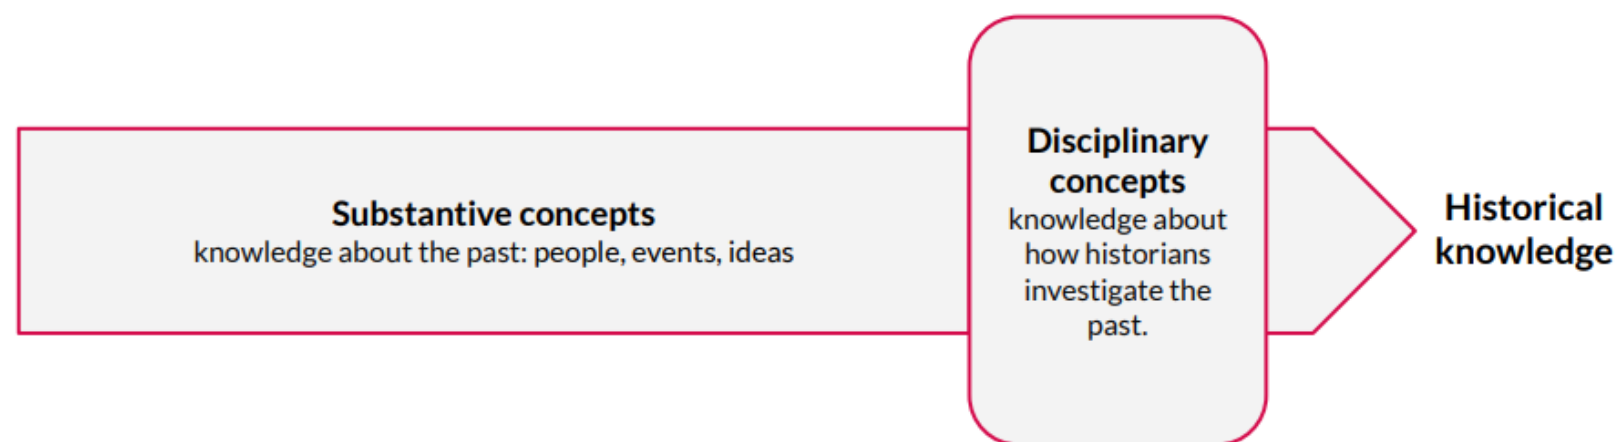 Substantive concepts
knowledge about the past: people, events, ideas
Disciplinary
concepts
knowledge about
how historians
investigate the
past.
Historical
knowledge